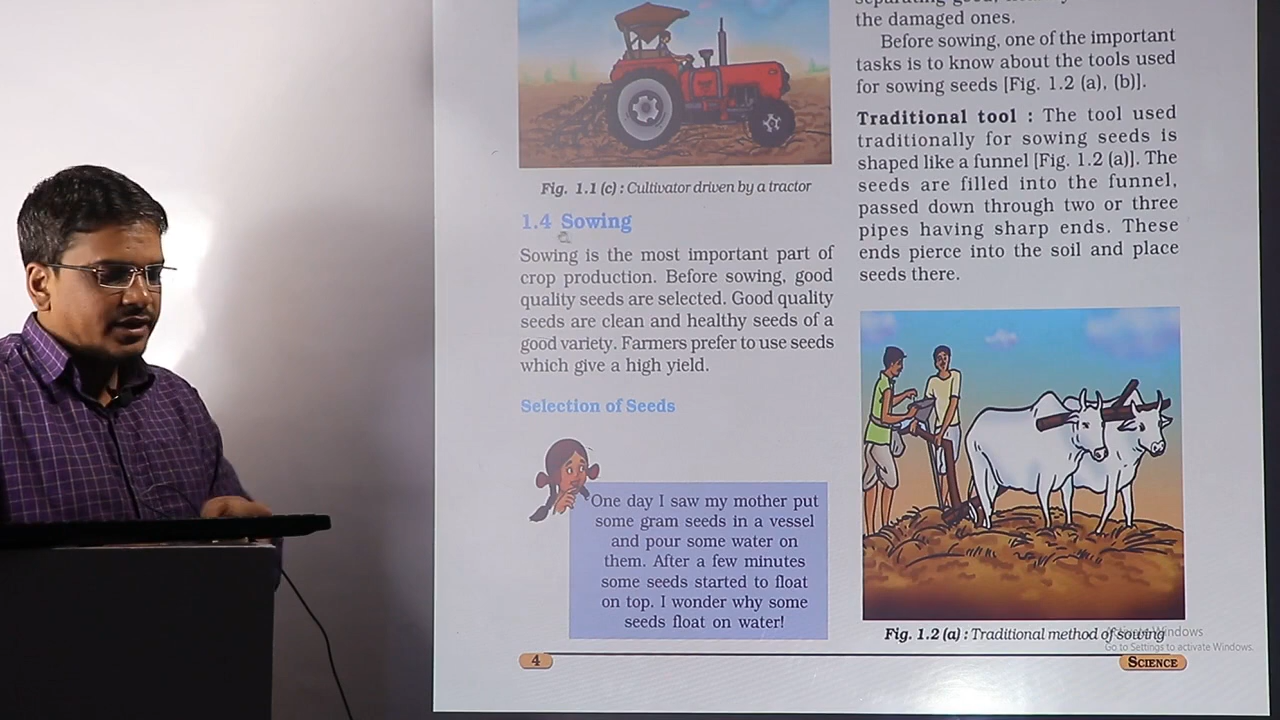 Fig. 1.1 (c) : Cultivator driven by a tractor
1.4 Sowing
Sowing is the most important part of
crop production. Before sowing, good
quality seeds are selected. Good quality
seeds are clean and healthy seeds of a
good variety. Farmers prefer to use seeds
which give a high yield.
Selection of Seeds
One day I saw my mother put
some gram seeds in a vessel
and pour some water on
them. After a few minutes
some seeds started to float
on top. I wonder why some
seeds float on water!
4
the damaged ones.
Before sowing, one of the important
tasks is to know about the tools used
for sowing seeds [Fig. 1.2 (a), (b)].
Traditional tool : The tool used
traditionally for sowing seeds is
shaped like a funnel [Fig. 1.2 (a)]. The
seeds are filled into the funnel,
passed down through two or three
pipes having sharp ends. These
ends pierce into the soil and place
seeds there.
Fig. 1.2 (a) : Traditional method of sowing
SCIENCE
Activate Windows
Go to Settings to activate Windows.